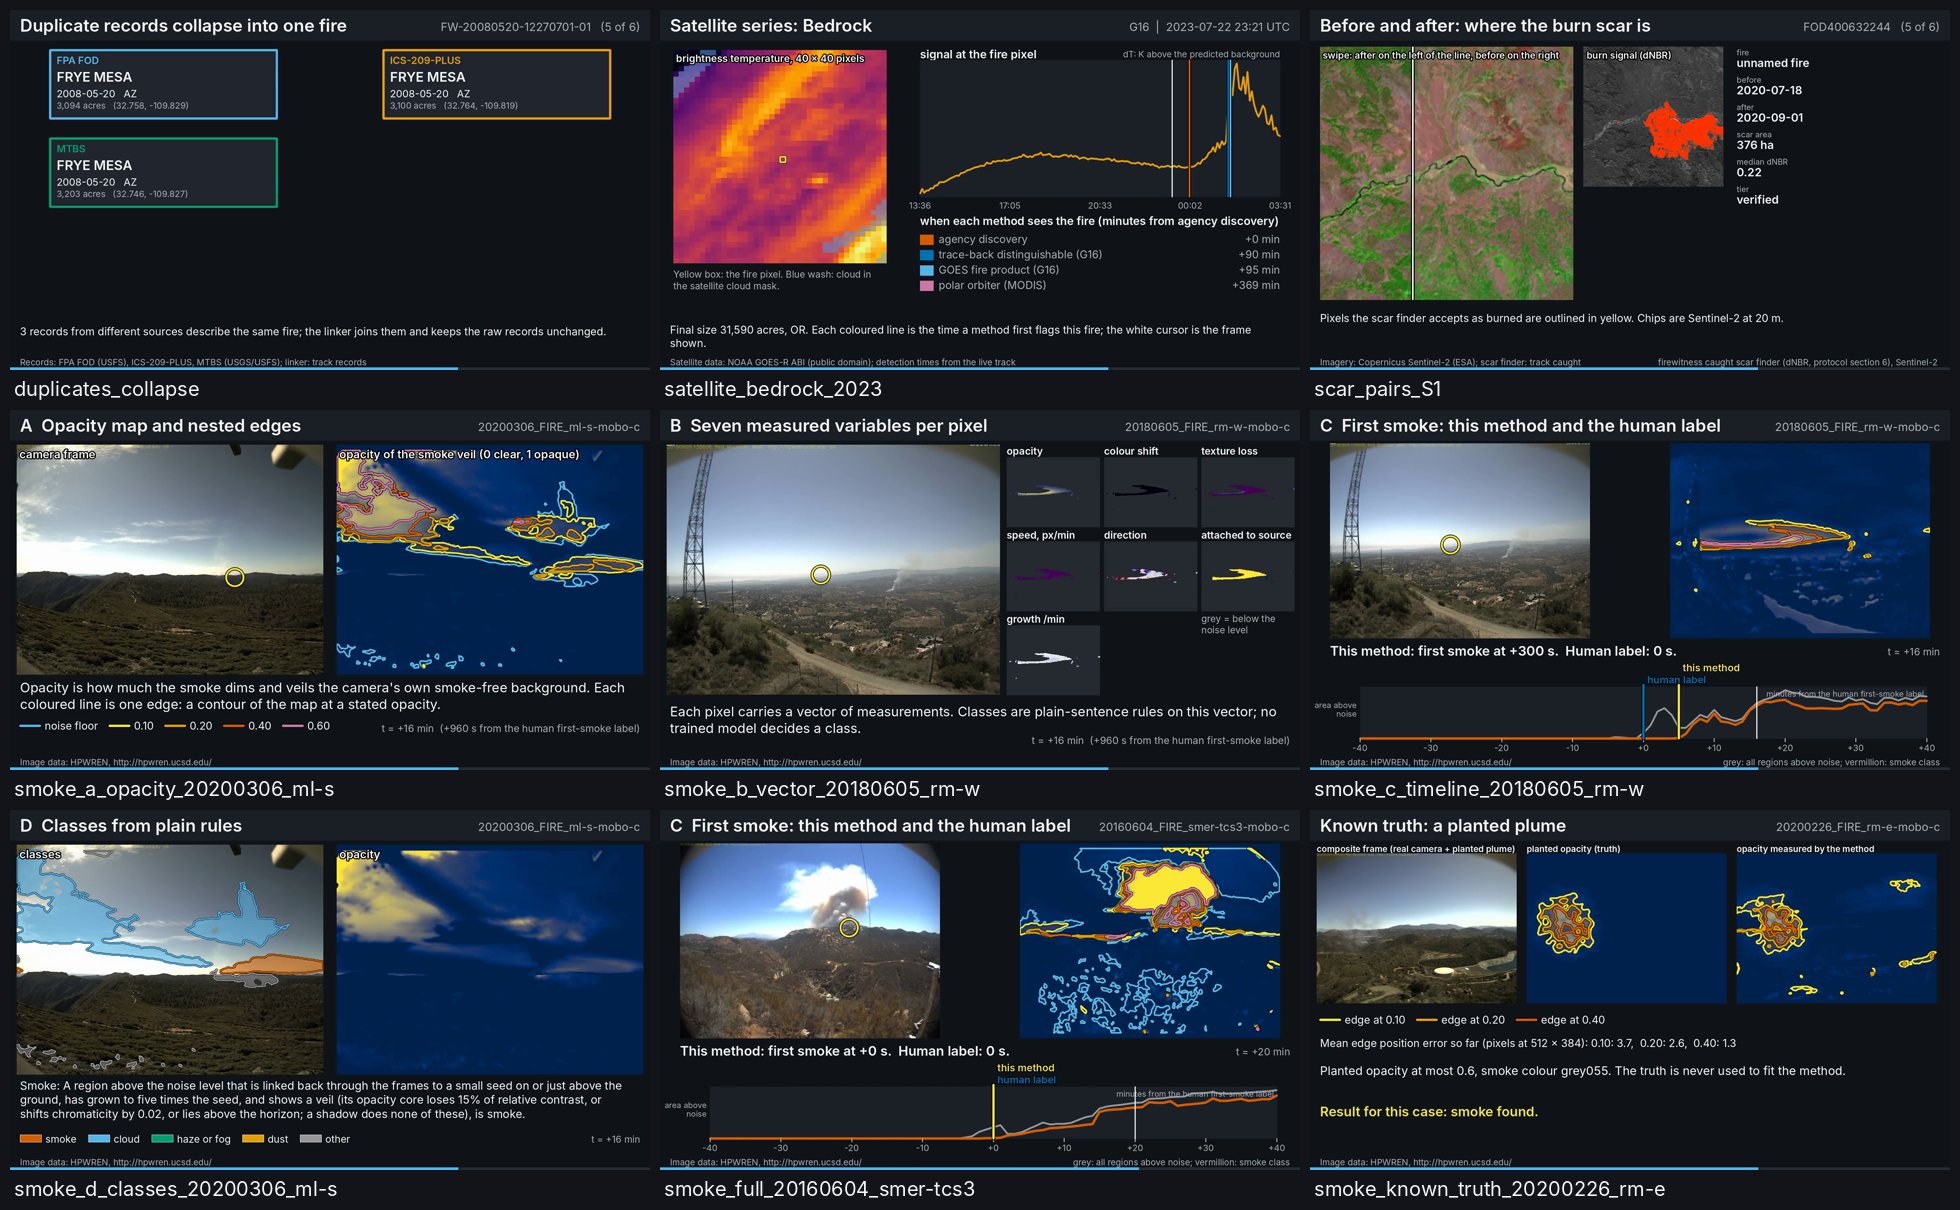 Duplicate records collapse into one fire
FW-20080520-12270701-01 (5 of 6)
FPA FOD
FRYE MESA
2008-05-20 AZ
3,094 acres (32.758, -109.829)
ICS-209-PLUS
FRYE MESA
2008-05-20 AZ
3,100 acres (32.764, -109.819)
MTBS
FRYE MESA
2008-05-20 AZ
3,203 acres (32.746, -109.827)
3 records from different sources describe the same fire; the linker joins them and keeps the raw records unchanged.
Records: FPA FOD (USFS), ICS-209-PLUS, MTBS (USGS/USFS); linker: track records
duplicates_collapse
Satellite series: Bedrock
G16 | 2023-07-22 23:21 UTC
brightness temperature, 40 × 40 pixels
signal at the fire pixel
dT: K above the predicted background
13:36 17:05 20:33 00:02 03:31
when each method sees the fire (minutes from agency discovery)
agency discovery +0 min
trace-back distinguishable (G16) +90 min
GOES fire product (G16) +95 min
polar orbiter (MODIS) +369 min
Yellow box: the fire pixel. Blue wash: cloud in
the satellite cloud mask.
Final size 31,590 acres, OR. Each coloured line is the time a method first flags this fire; the white cursor is the frame
shown.
Satellite data: NOAA GOES-R ABI (public domain); detection times from the live track
satellite_bedrock_2023
Before and after: where the burn scar is
FOD400632244 (5 of 6)
swipe: after on the left of the line, before on the right
burn signal (dNBR)
fire
unnamed fire
before
2020-07-18
after
2020-09-01
scar area
376 ha
median dNBR
0.22
tier
verified
Pixels the scar finder accepts as burned are outlined in yellow. Chips are Sentinel-2 at 20 m.
Imagery: Copernicus Sentinel-2 (ESA); scar finder: track caught
firewitness caught scar finder (dNBR, protocol section 6), Sentinel-2
scar_pairs_S1
A Opacity map and nested edges
20200306_FIRE_ml-s-mobo-c
camera frame
opacity of the smoke veil (0 clear, 1 opaque)
Opacity is how much the smoke dims and veils the camera's own smoke-free background. Each
coloured line is one edge: a contour of the map at a stated opacity.
noise floor 0.10 0.20 0.40 0.60
t = +16 min (+960 s from the human first-smoke label)
Image data: HPWREN, http://hpwren.ucsd.edu/
smoke_a_opacity_20200306_ml-s
B Seven measured variables per pixel
20180605_FIRE_rm-w-mobo-c
opacity colour shift texture loss
speed, px/min direction attached to source
growth /min
grey = below the
noise level
Each pixel carries a vector of measurements. Classes are plain-sentence rules on this vector; no
trained model decides a class.
t = +16 min (+960 s from the human first-smoke label)
Image data: HPWREN, http://hpwren.ucsd.edu/
smoke_b_vector_20180605_rm-w
C First smoke: this method and the human label
20180605_FIRE_rm-w-mobo-c
This method: first smoke at +300 s. Human label: 0 s.
t = +16 min
this method
human label
minutes from the human first-smoke label
area above
noise
-40 -30 -20 -10 +0 +10 +20 +30 +40
Image data: HPWREN, http://hpwren.ucsd.edu/
grey: all regions above noise; vermillion: smoke class
smoke_c_timeline_20180605_rm-w
D Classes from plain rules
20200306_FIRE_ml-s-mobo-c
classes
opacity
Smoke: A region above the noise level that is linked back through the frames to a small seed on or just above the
ground, has grown to five times the seed, and shows a veil (its opacity core loses 15% of relative contrast, or
shifts chromaticity by 0.02, or lies above the horizon; a shadow does none of these), is smoke.
smoke cloud haze or fog dust other
t = +16 min
Image data: HPWREN, http://hpwren.ucsd.edu/
smoke_d_classes_20200306_ml-s
C First smoke: this method and the human label
20160604_FIRE_smer-tcs3-mobo-c
This method: first smoke at +0 s. Human label: 0 s.
t = +20 min
this method
human label
minutes from the human first-smoke label
area above
noise
-40 -30 -20 -10 +0 +10 +20 +30 +40
Image data: HPWREN, http://hpwren.ucsd.edu/
grey: all regions above noise; vermillion: smoke class
smoke_full_20160604_smer-tcs3
Known truth: a planted plume
20200226_FIRE_rm-e-mobo-c
composite frame (real camera + planted plume)
planted opacity (truth)
opacity measured by the method
edge at 0.10 edge at 0.20 edge at 0.40
Mean edge position error so far (pixels at 512 × 384): 0.10: 3.7, 0.20: 2.6, 0.40: 1.3
Planted opacity at most 0.6, smoke colour grey055. The truth is never used to fit the method.
Result for this case: smoke found.
Image data: HPWREN, http://hpwren.ucsd.edu/
smoke_known_truth_20200226_rm-e